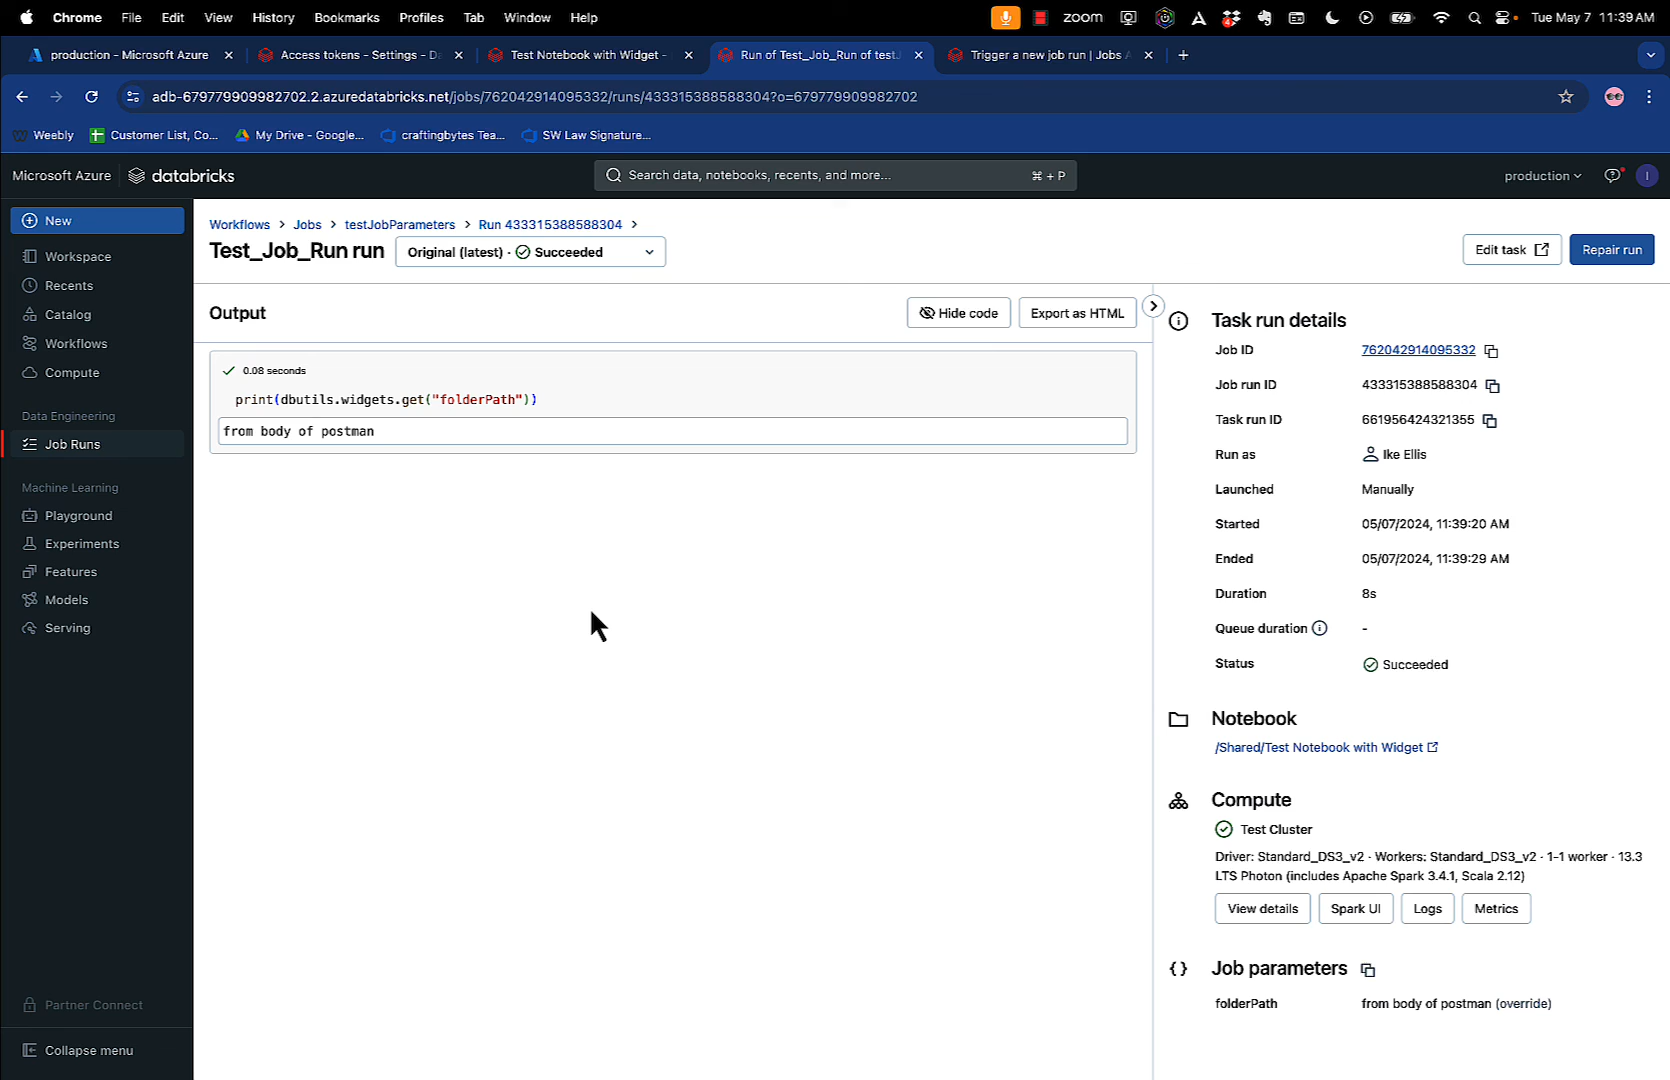 Chrome File Edit View History Bookmarks Profiles Tab Window Help
zoom
Tue May 7 11:39 AM
production - Microsoft Azure
Access tokens - Settings - Da
Test Notebook with Widget -
Run of Test_Job_Run of testJ
Trigger a new job run | Jobs A
adb-679779909982702.2.azuredatabricks.net/jobs/762042914095332/runs/433315388588304?o=679779909982702
Weebly
Customer List, Co...
My Drive - Google...
craftingbytes Tea...
SW Law Signature...
Microsoft Azure
databricks
Search data, notebooks, recents, and more...
⌘ + P
production
I
New
Workspace
Recents
Catalog
Workflows
Compute
Data Engineering
Job Runs
Machine Learning
Playground
Experiments
Features
Models
Serving
Partner Connect
Collapse menu
Workflows > Jobs > testJobParameters > Run 433315388588304 >
Test_Job_Run run
Original (latest) · Succeeded
Edit task
Repair run
Output
Hide code
Export as HTML
0.08 seconds
print(dbutils.widgets.get("folderPath"))
from body of postman
Task run details
Job ID 762042914095332
Job run ID 433315388588304
Task run ID 661956424321355
Run as Ike Ellis
Launched Manually
Started 05/07/2024, 11:39:20 AM
Ended 05/07/2024, 11:39:29 AM
Duration 8s
Queue duration -
Status Succeeded
Notebook
/Shared/Test Notebook with Widget
Compute
Test Cluster
Driver: Standard_DS3_v2 · Workers: Standard_DS3_v2 · 1-1 worker · 13.3
LTS Photon (includes Apache Spark 3.4.1, Scala 2.12)
View details
Spark UI
Logs
Metrics
Job parameters
folderPath from body of postman (override)